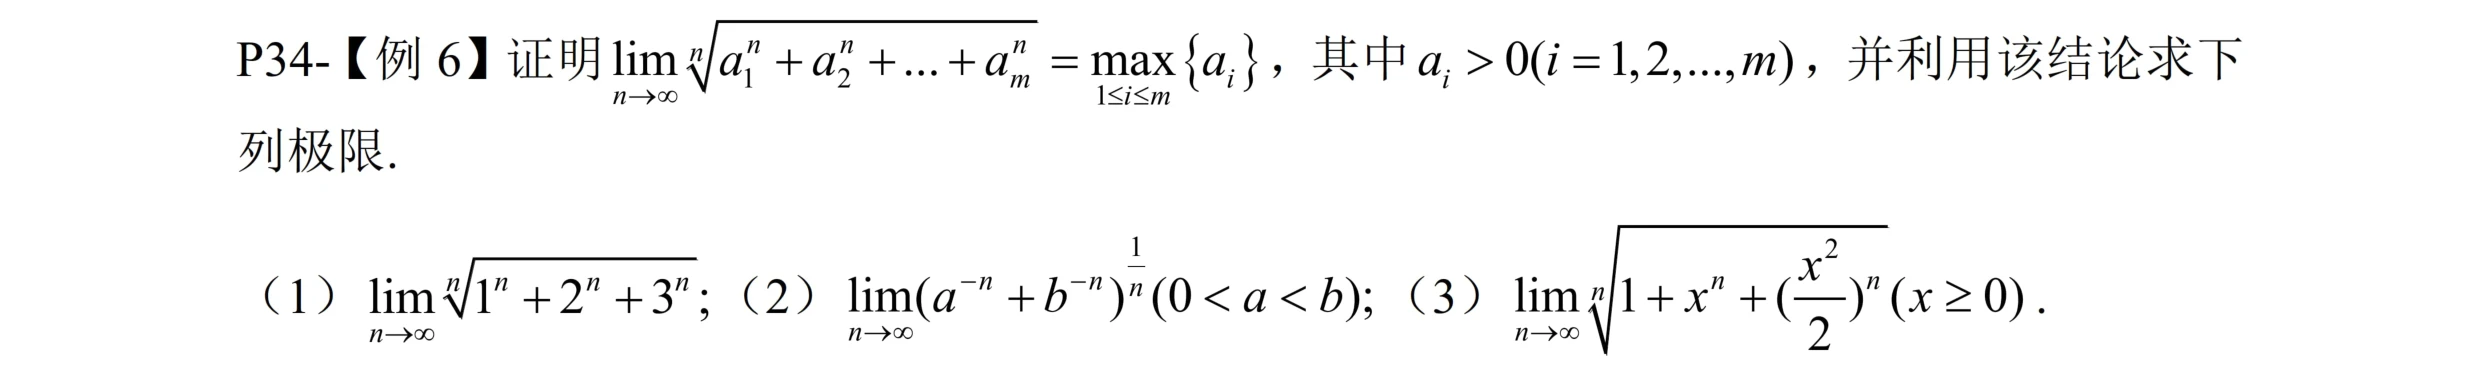 P34-【例 6】证明 $\lim_{n\to\infty}\sqrt[n]{a_1^n+a_2^n+...+a_m^n}=\max_{1\le i\le m}\{a_i\}$，其中 $a_i>0(i=1,2,...,m)$，并利用该结论求下
列极限.
（1）$\lim_{n\to\infty}\sqrt[n]{1^n+2^n+3^n}$;（2）$\lim_{n\to\infty}(a^{-n}+b^{-n})^{\frac{1}{n}}(0<a<b)$;（3）$\lim_{n\to\infty}\sqrt[n]{1+x^n+(\frac{x^2}{2})^n}(x\ge 0)$.